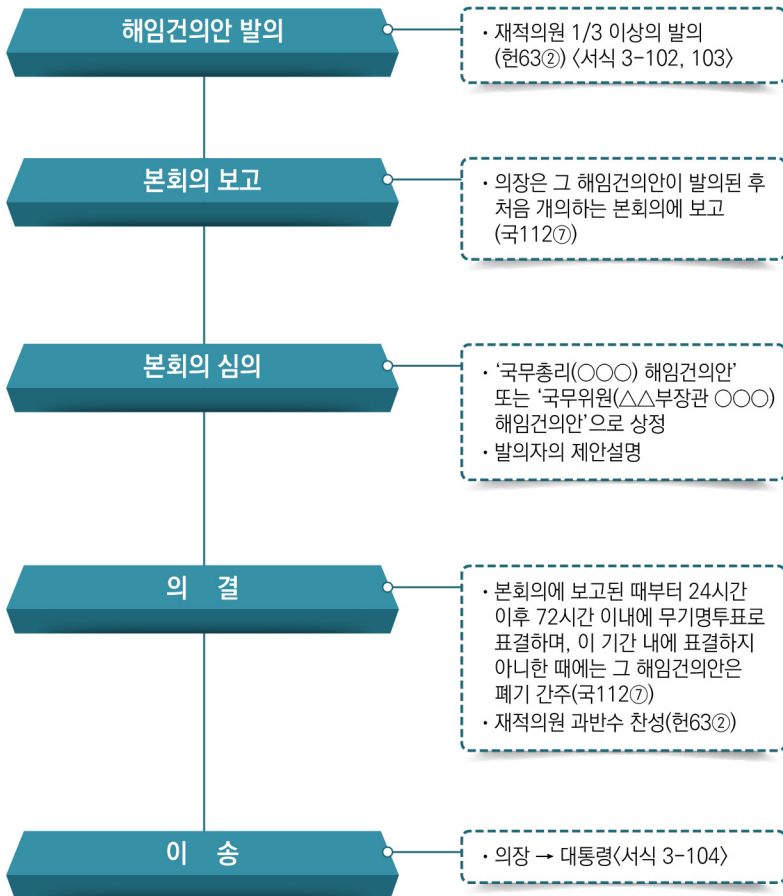 해임건의안 발의
· 재적의원 1/3 이상의 발의
(헌63②) 〈서식 3-102, 103〉
본회의 보고
· 의장은 그 해임건의안이 발의된 후
처음 개의하는 본회의에 보고
(국112⑦)
본회의 심의
· ‘국무총리(○○○) 해임건의안’
또는 ‘국무위원(△△부장관 ○○○)
해임건의안’으로 상정
· 발의자의 제안설명
의 결
· 본회의에 보고된 때부터 24시간
이후 72시간 이내에 무기명투표로
표결하며, 이 기간 내에 표결하지
아니한 때에는 그 해임건의안은
폐기 간주(국112⑦)
· 재적의원 과반수 찬성(헌63②)
이 송
· 의장 → 대통령〈서식 3-104〉